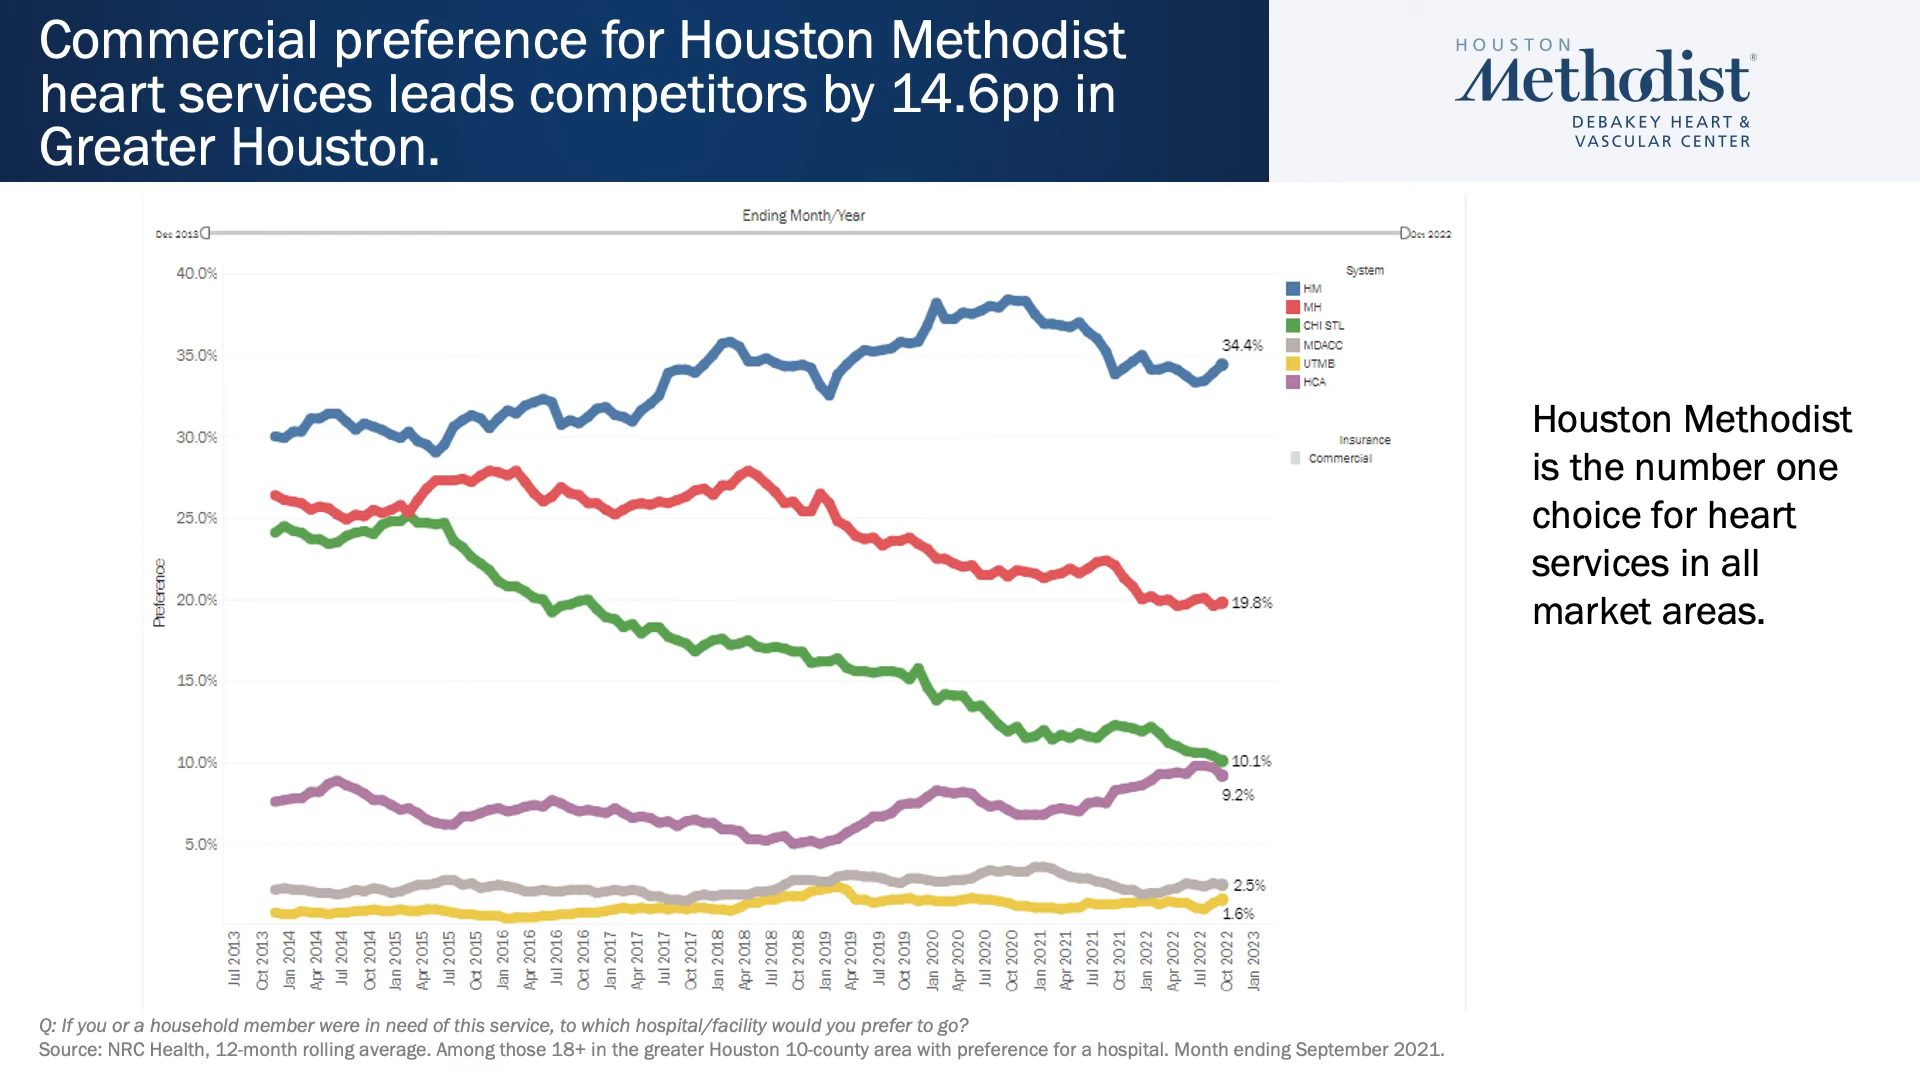 Commercial preference for Houston Methodist
heart services leads competitors by 14.6pp in
Greater Houston.
HOUSTON
Methodist®
DEBAKEY HEART &
VASCULAR CENTER
Ending Month/Year
Dec 2013
Dec 2022
40.0%
35.0%
30.0%
25.0%
20.0%
15.0%
10.0%
5.0%
Preference
34.4%
19.8%
10.1%
9.2%
2.5%
1.6%
System
HM
MH
CHI STL
MDACC
UTMB
HCA
Insurance
Commercial
Jul 2013
Oct 2013
Jan 2014
Apr 2014
Jul 2014
Oct 2014
Jan 2015
Apr 2015
Jul 2015
Oct 2015
Jan 2016
Apr 2016
Jul 2016
Oct 2016
Jan 2017
Apr 2017
Jul 2017
Oct 2017
Jan 2018
Apr 2018
Jul 2018
Oct 2018
Jan 2019
Apr 2019
Jul 2019
Oct 2019
Jan 2020
Apr 2020
Jul 2020
Oct 2020
Jan 2021
Apr 2021
Jul 2021
Oct 2021
Jan 2022
Apr 2022
Jul 2022
Oct 2022
Jan 2023
Houston Methodist
is the number one
choice for heart
services in all
market areas.
Q: If you or a household member were in need of this service, to which hospital/facility would you prefer to go?
Source: NRC Health, 12-month rolling average. Among those 18+ in the greater Houston 10-county area with preference for a hospital. Month ending September 2021.